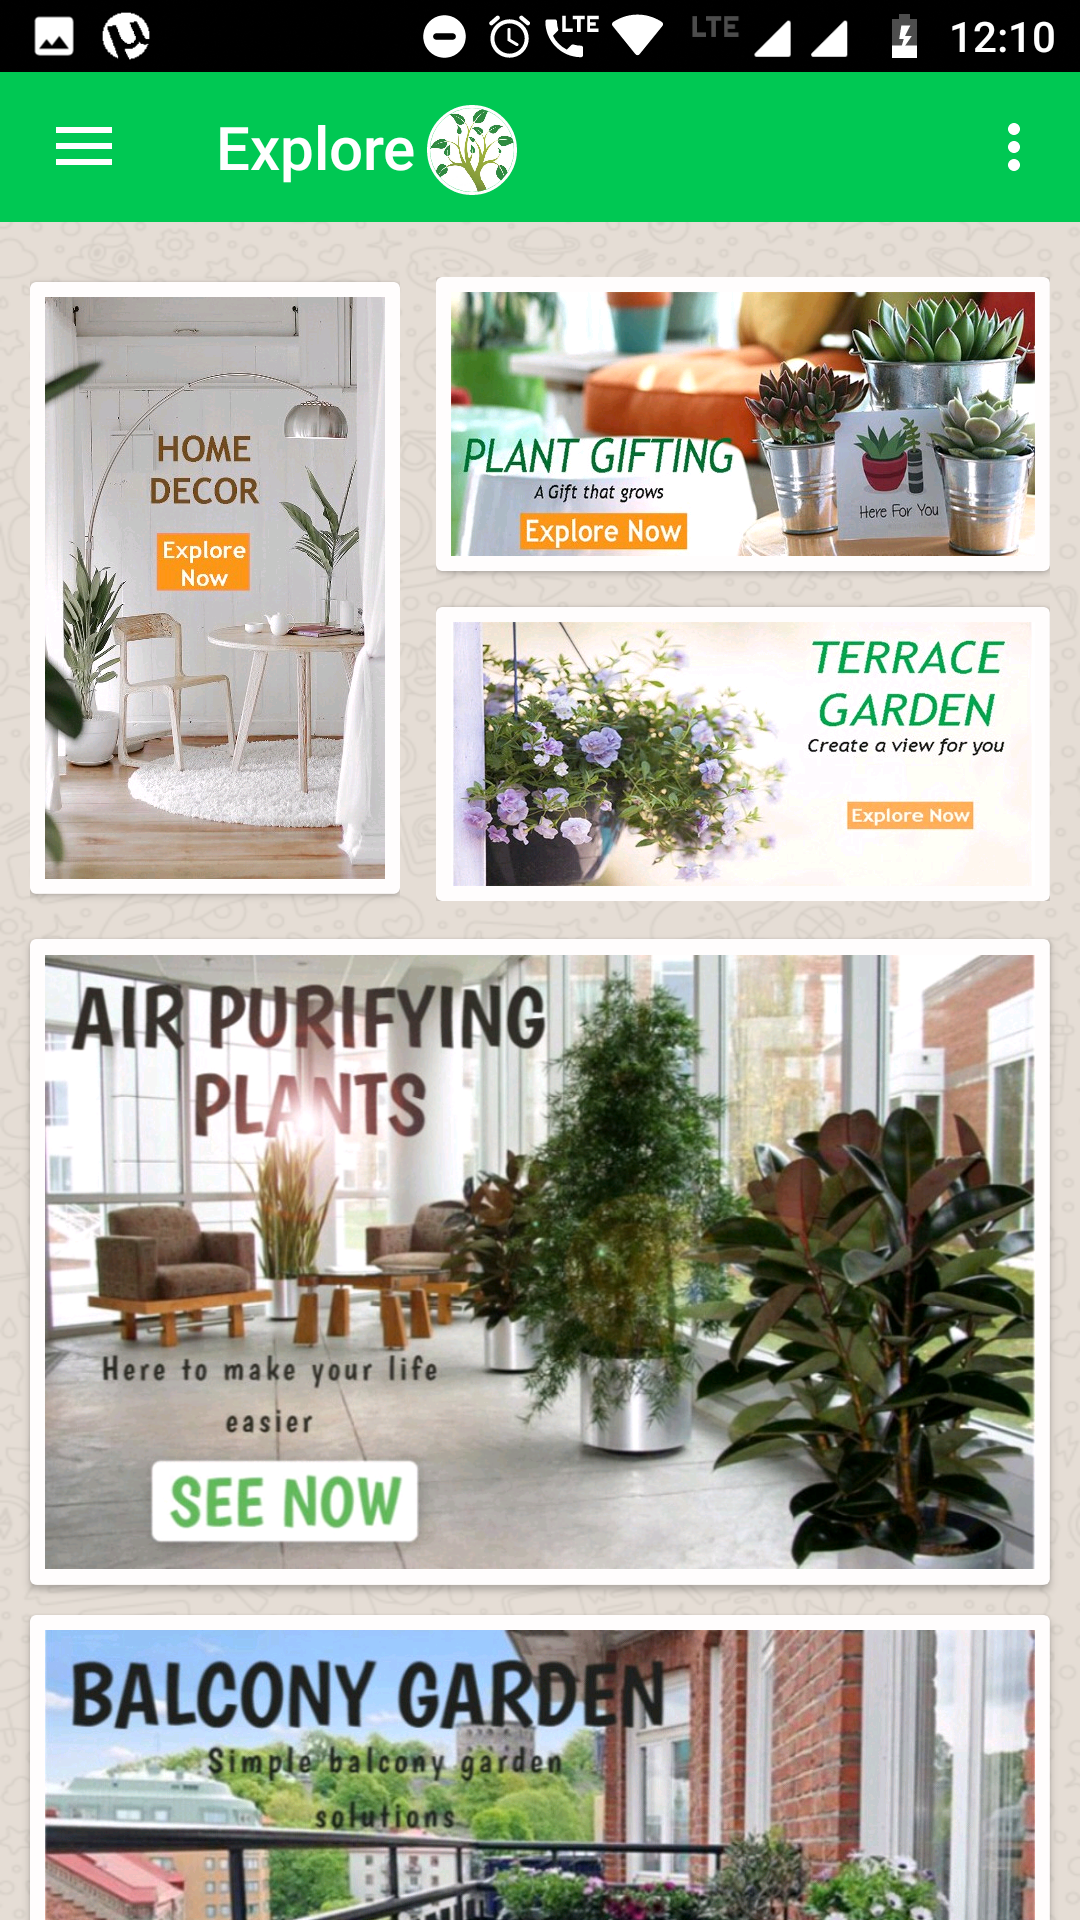 LTE
LTE
12:10
Explore
HOME
DECOR
Explore
Now
PLANT GIFTING
A Gift that grows
Explore Now
Here For You
TERRACE
GARDEN
Create a view for you
Explore Now
AIR PURIFYING
PLANTS
Here to make your life
easier
SEE NOW
BALCONY GARDEN
Simple balcony garden
solutions